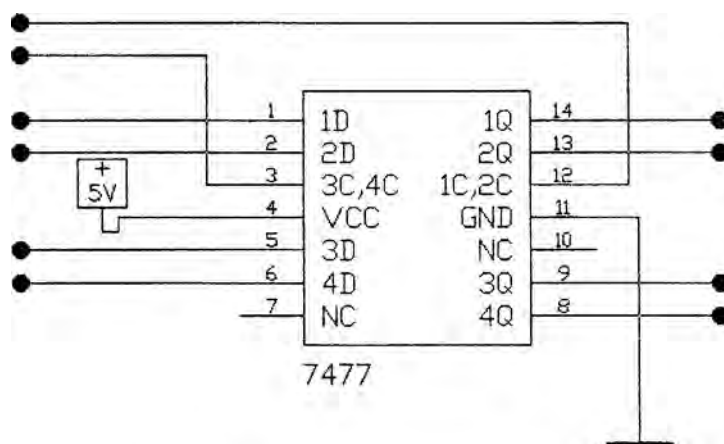 1 1D 1Q 14
2 2D 2Q 13
+
5V
3 3C,4C 1C,2C 12
4 VCC GND 11
5 3D NC 10
6 4D 3Q 9
7 NC 4Q 8
7477